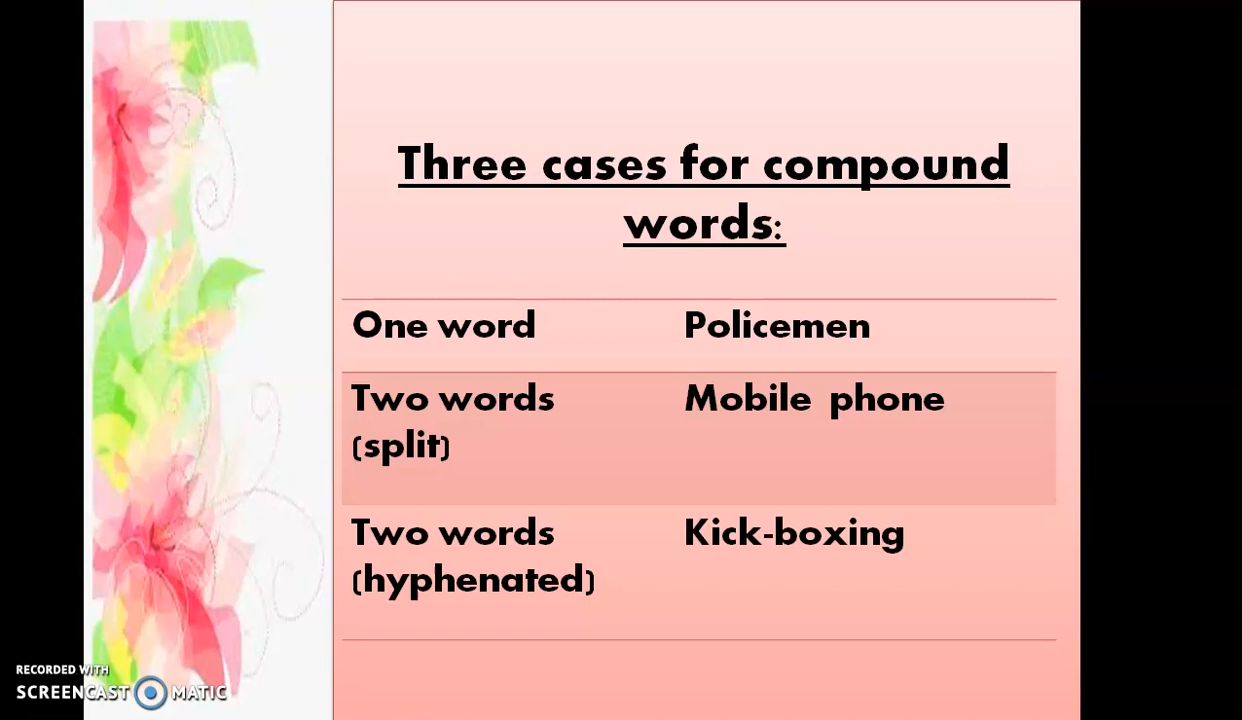 Three cases for compound
words:
One word
Policemen
Two words
(split)
Mobile phone
Two words
(hyphenated)
Kick-boxing
RECORDED WITH
SCREENCAST MATIC